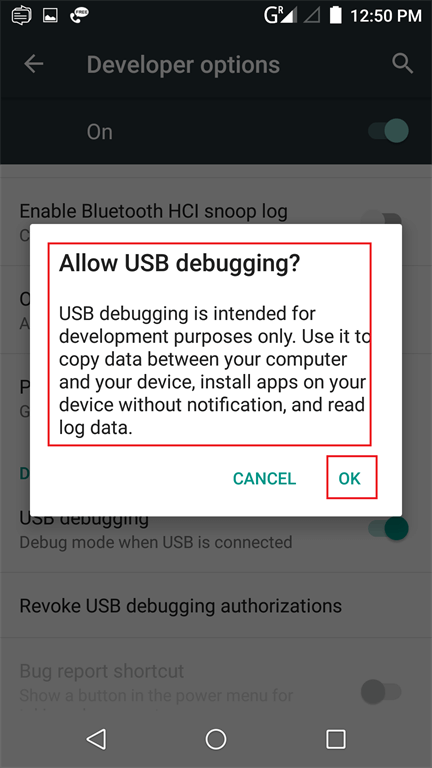 FREE
G R
12:50 PM
Developer options
On
Enable Bluetooth HCI snoop log
C
Allow USB debugging?
O
A
USB debugging is intended for
development purposes only. Use it to
copy data between your computer
and your device, install apps on your
device without notification, and read
log data.
P
G
D
CANCEL OK
USB debugging
Debug mode when USB is connected
Revoke USB debugging authorizations
Bug report shortcut
Show a button in the power menu for